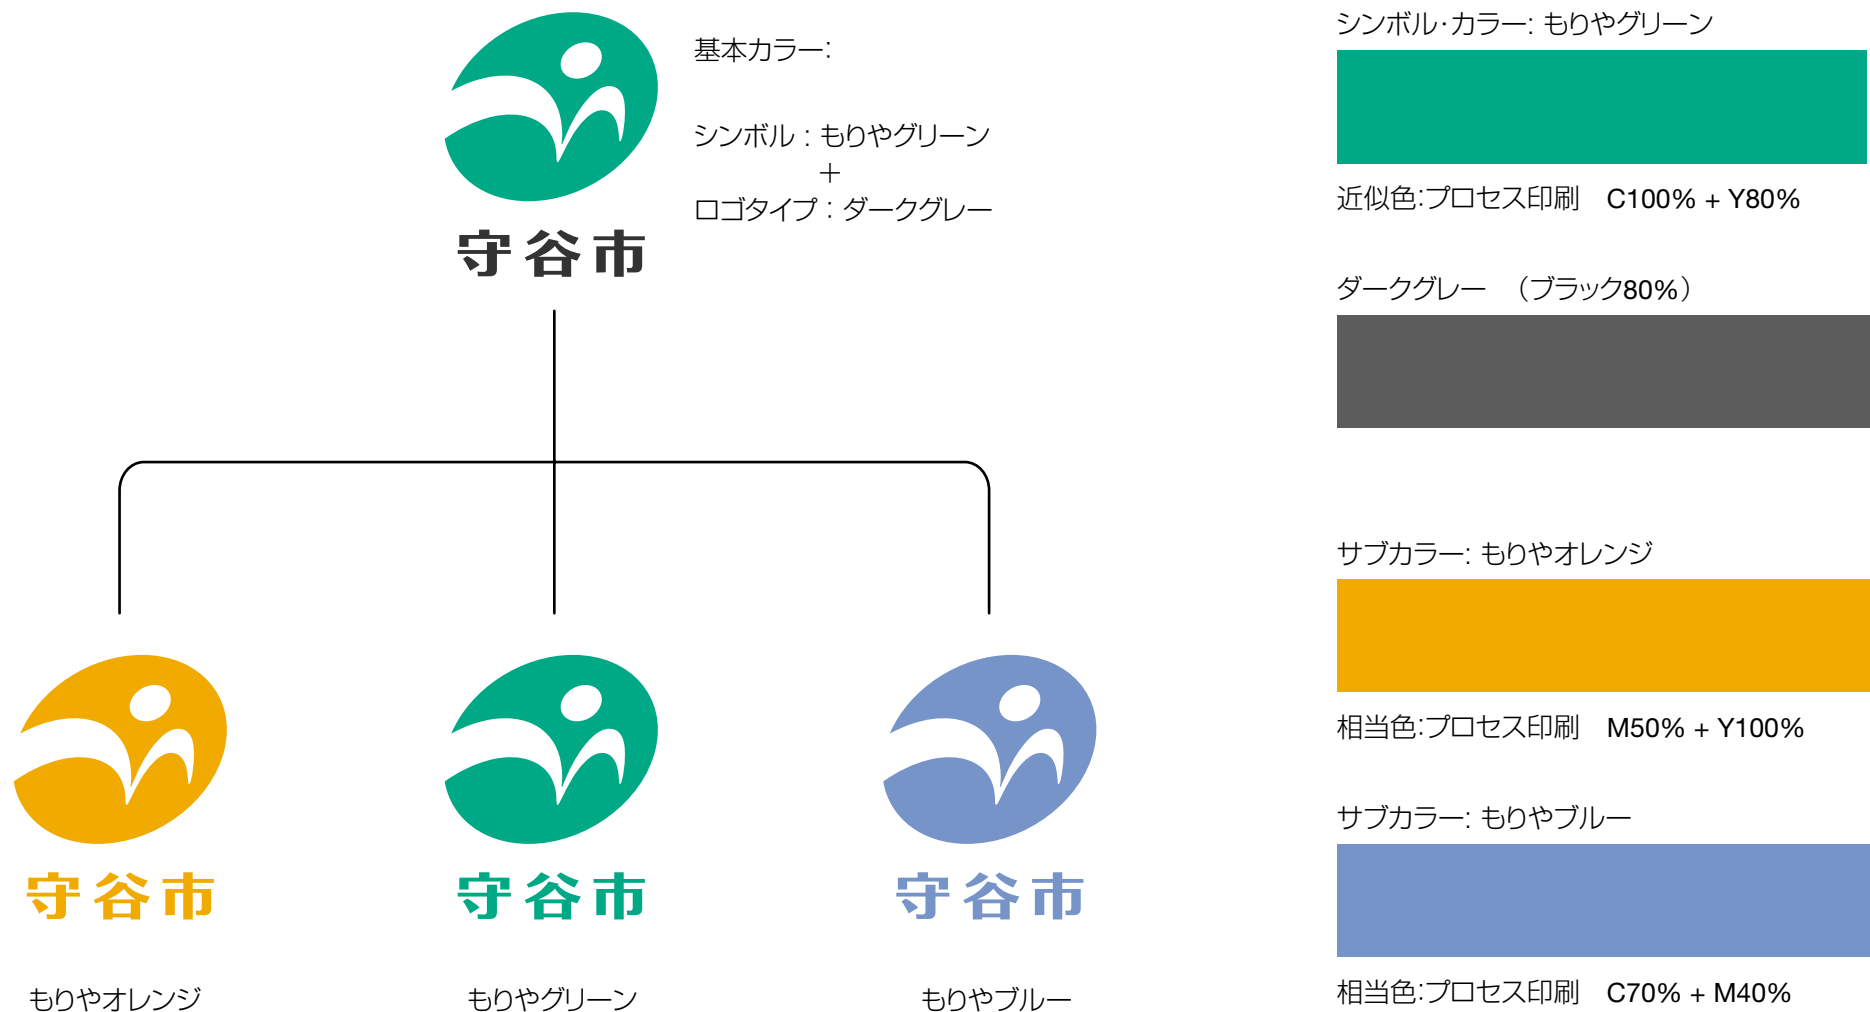 基本カラー:
シンボル : もりやグリーン
＋
ロゴタイプ : ダークグレー
守谷市
守谷市
守谷市
守谷市
もりやオレンジ
もりやグリーン
もりやブルー
シンボル・カラー: もりやグリーン
近似色:プロセス印刷　C100% + Y80%
ダークグレー　（ブラック80%）
サブカラー: もりやオレンジ
相当色:プロセス印刷　M50% + Y100%
サブカラー: もりやブルー
相当色:プロセス印刷　C70% + M40%